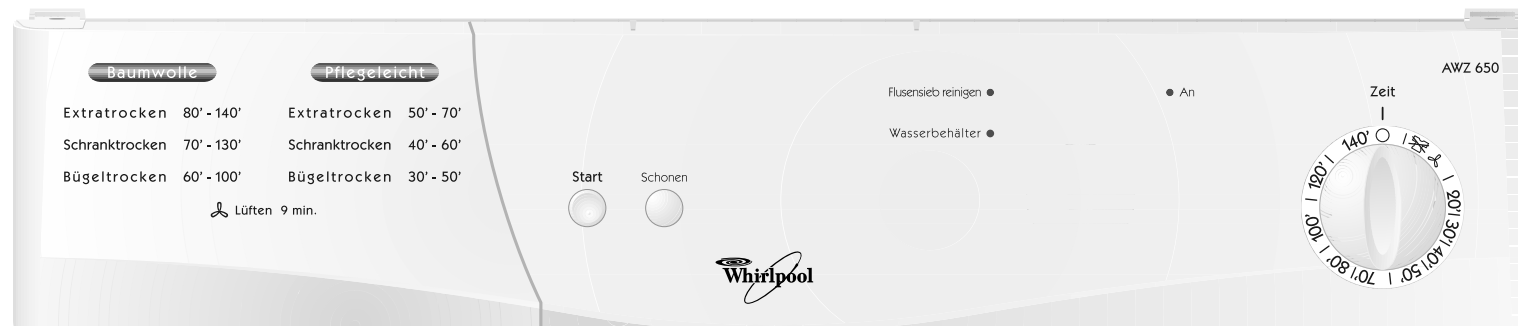 Baumwolle
Extratrocken 80' - 140'
Schranktrocken 70' - 130'
Bügeltrocken 60' - 100'
Pflegeleicht
Extratrocken 50' - 70'
Schranktrocken 40' - 60'
Bügeltrocken 30' - 50'
Lüften 9 min.
Start
Schonen
Whirlpool
Flusensieb reinigen
Wasserbehälter
An
AWZ 650
Zeit
20' 30' 40' 50' 70' 80' 100' 120' 140'